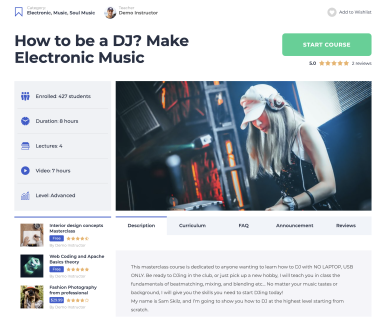 Category:
Electronic, Music, Soul Music
Teacher
Demo Instructor
Add to Wishlist
How to be a DJ? Make
Electronic Music
START COURSE
5.0
2 reviews
Enrolled: 427 students
Duration: 8 hours
Lectures: 4
Video: 7 hours
Level: Advanced
Interior design concepts
Masterclass
Free
By Demo Instructor
Web Coding and Apache
Basics theory
Free
By Demo Instructor
Fashion Photography
from professional
By Demo Instructor
Description
Curriculum
FAQ
Announcement
Reviews
This masterclass course is dedicated to anyone wanting to learn how to DJ with NO LAPTOP, USB
ONLY. Be ready to DJing in the club, or just pick up a new hobby, I will teach you in class the
fundamentals of beatmatching, mixing, and blending etc... No matter your music tastes or
background, I will give you the skills you need to start DJing today!
My name is Sam Skils, and I'm going to show you how to DJ at the highest level starting from
scratch.